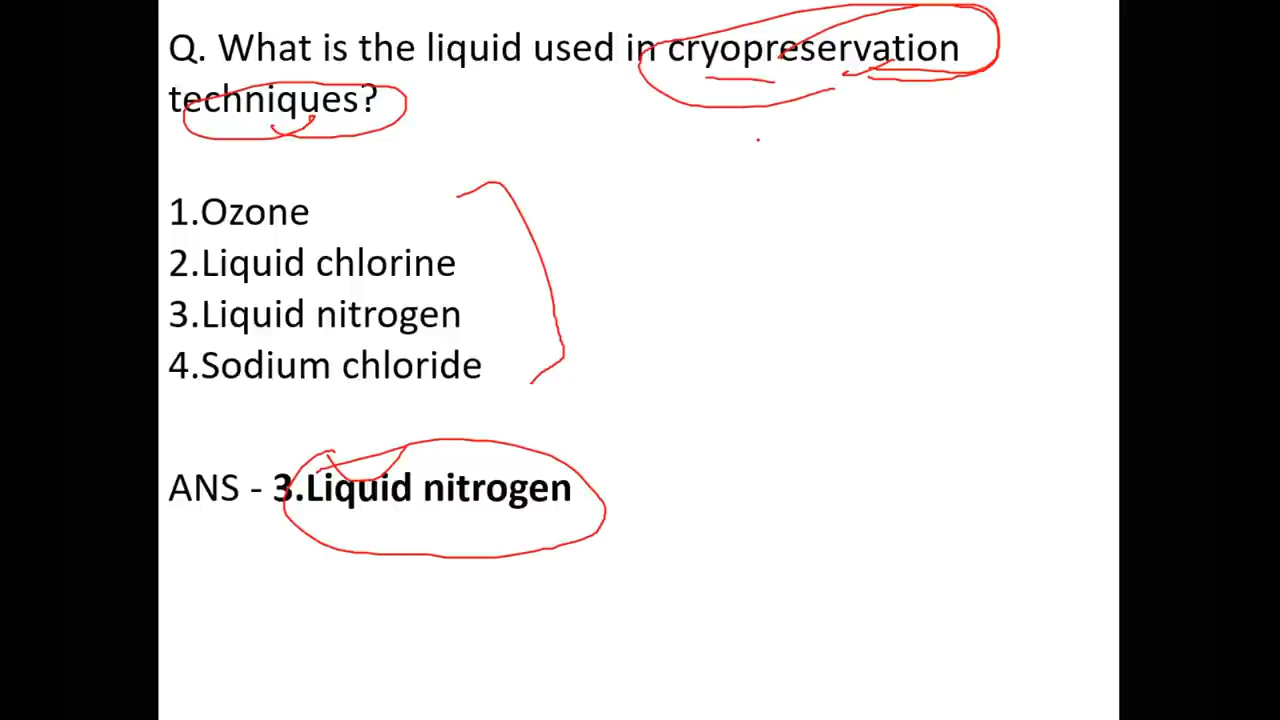 Q. What is the liquid used in cryopreservation
techniques?
1.Ozone
2.Liquid chlorine
3.Liquid nitrogen
4.Sodium chloride
ANS - 3.Liquid nitrogen